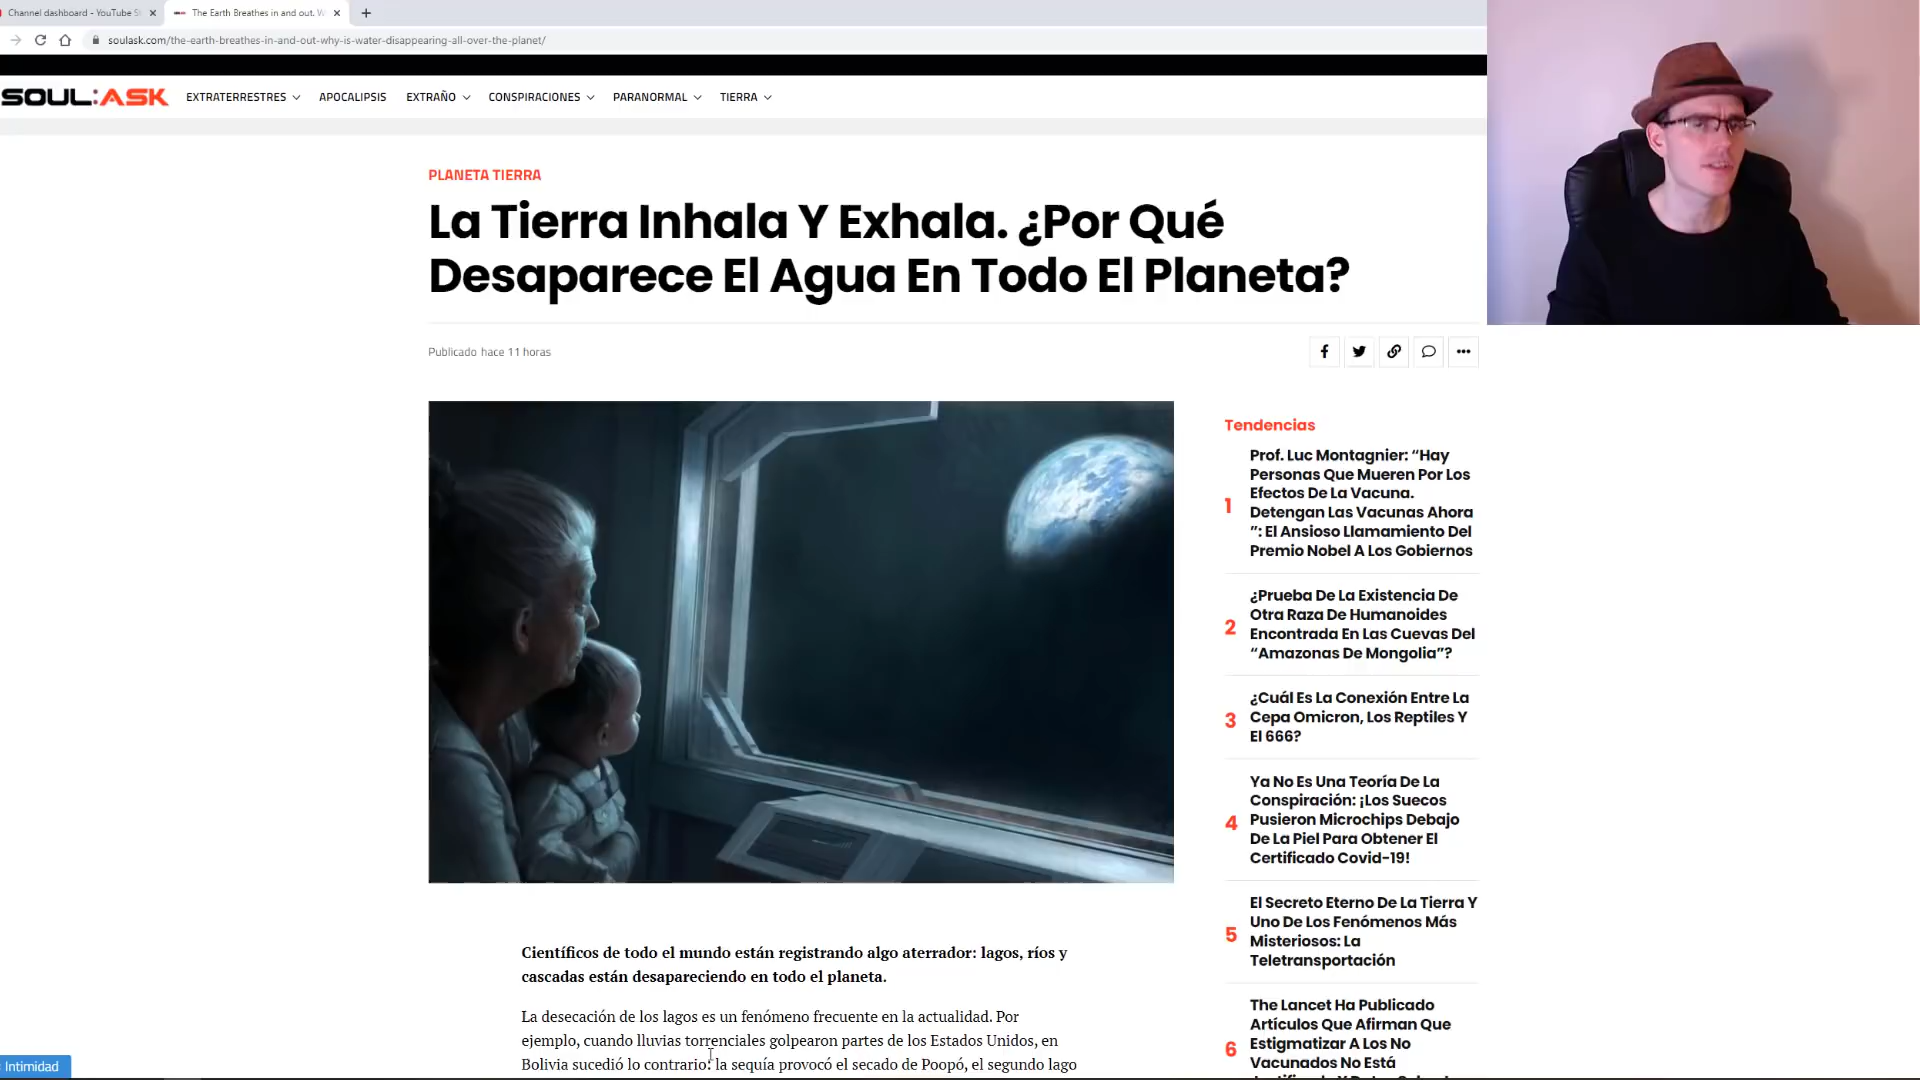 Channel dashboard - YouTube S
The Earth Breathes in and out. W
soulask.com/the-earth-breathes-in-and-out-why-is-water-disappearing-all-over-the-planet/
SOUL:ASK
EXTRATERRESTRES
APOCALIPSIS
EXTRAÑO
CONSPIRACIONES
PARANORMAL
TIERRA
PLANETA TIERRA
La Tierra Inhala Y Exhala. ¿Por Qué
Desaparece El Agua En Todo El Planeta?
Publicado hace 11 horas
Tendencias
1
Prof. Luc Montagnier: “Hay
Personas Que Mueren Por Los
Efectos De La Vacuna.
Detengan Las Vacunas Ahora
”: El Ansioso Llamamiento Del
Premio Nobel A Los Gobiernos
2
¿Prueba De La Existencia De
Otra Raza De Humanoides
Encontrada En Las Cuevas Del
“Amazonas De Mongolia”?
3
¿Cuál Es La Conexión Entre La
Cepa Omicron, Los Reptiles Y
El 666?
4
Ya No Es Una Teoría De La
Conspiración: ¡Los Suecos
Pusieron Microchips Debajo
De La Piel Para Obtener El
Certificado Covid-19!
5
El Secreto Eterno De La Tierra Y
Uno De Los Fenómenos Más
Misteriosos: La
Teletransportación
6
The Lancet Ha Publicado
Artículos Que Afirman Que
Estigmatizar A Los No
Vacunados No Está
Científicos de todo el mundo están registrando algo aterrador: lagos, ríos y
cascadas están desapareciendo en todo el planeta.
La desecación de los lagos es un fenómeno frecuente en la actualidad. Por
ejemplo, cuando lluvias torrenciales golpearon partes de los Estados Unidos, en
Bolivia sucedió lo contrario: la sequía provocó el secado de Poopó, el segundo lago
Intimidad